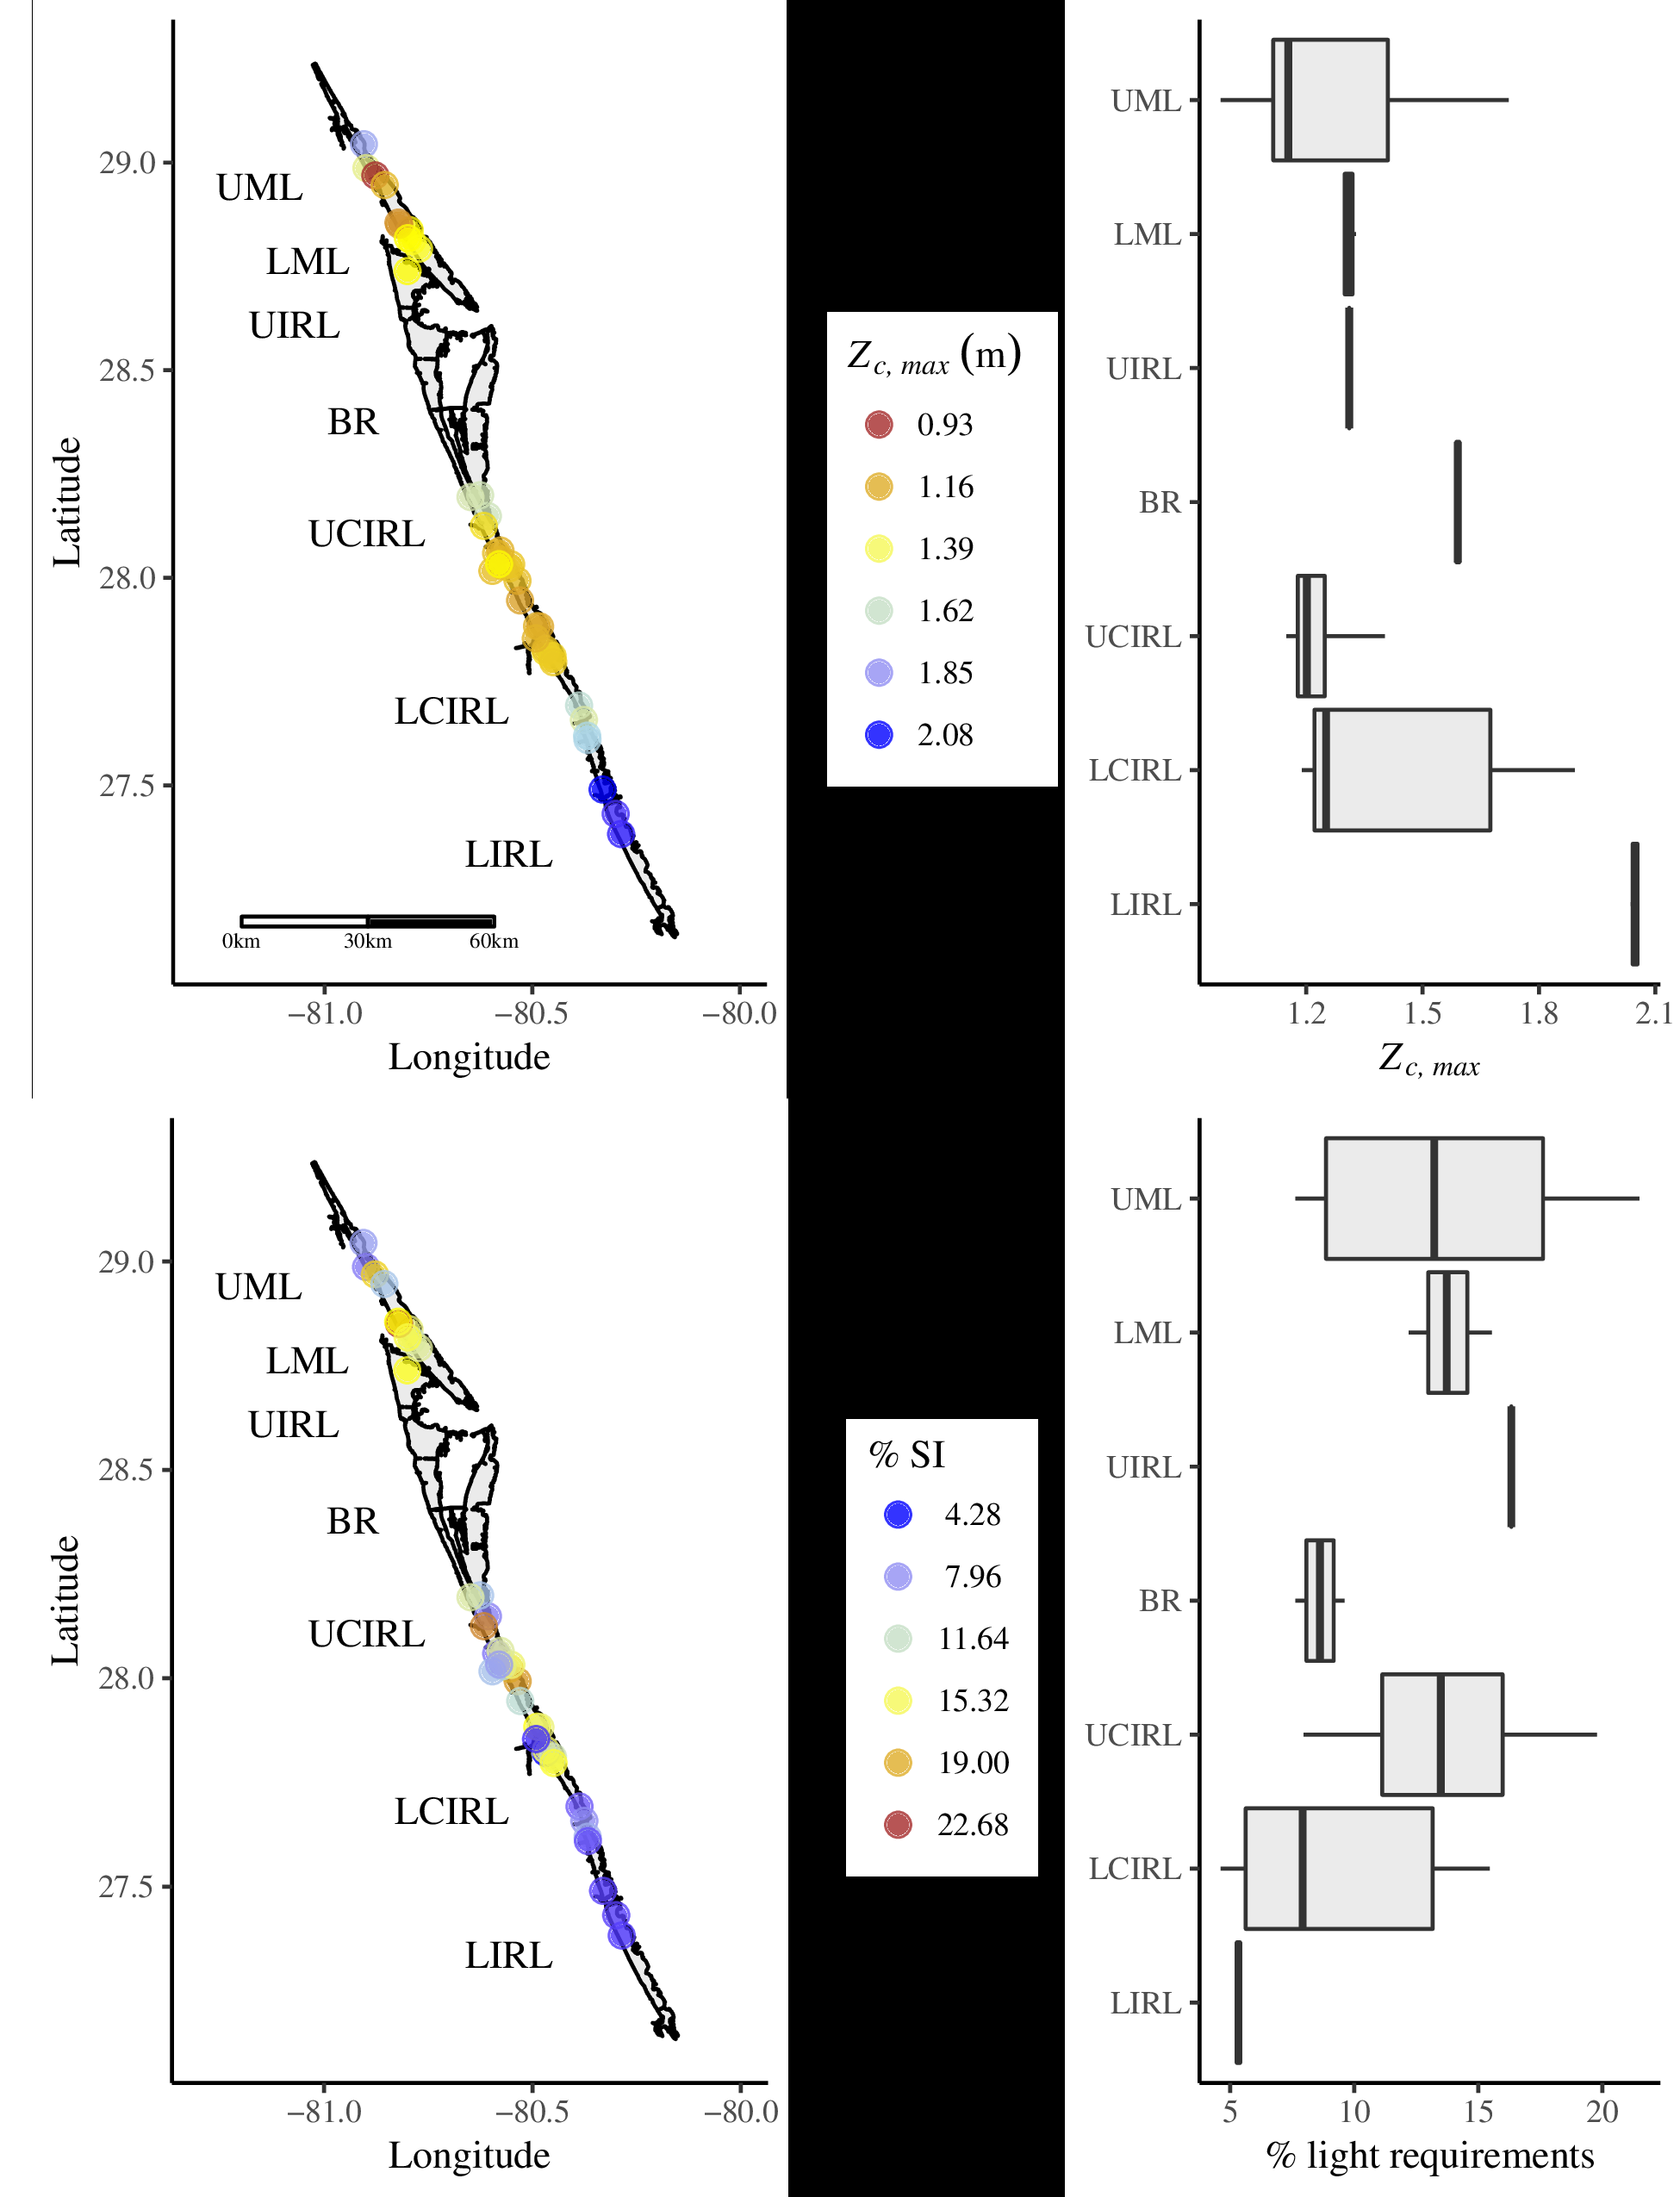 29.0
28.5
28.0
27.5
Latitude
UML
LML
UIRL
BR
UCIRL
LCIRL
LIRL
0km 30km 60km
−81.0 −80.5 −80.0
Longitude
Zc, max (m)
0.93
1.16
1.39
1.62
1.85
2.08
UML
LML
UIRL
BR
UCIRL
LCIRL
LIRL
1.2 1.5 1.8 2.1
Zc, max
29.0
28.5
28.0
27.5
Latitude
UML
LML
UIRL
BR
UCIRL
LCIRL
LIRL
−81.0 −80.5 −80.0
Longitude
% SI
4.28
7.96
11.64
15.32
19.00
22.68
UML
LML
UIRL
BR
UCIRL
LCIRL
LIRL
5 10 15 20
% light requirements